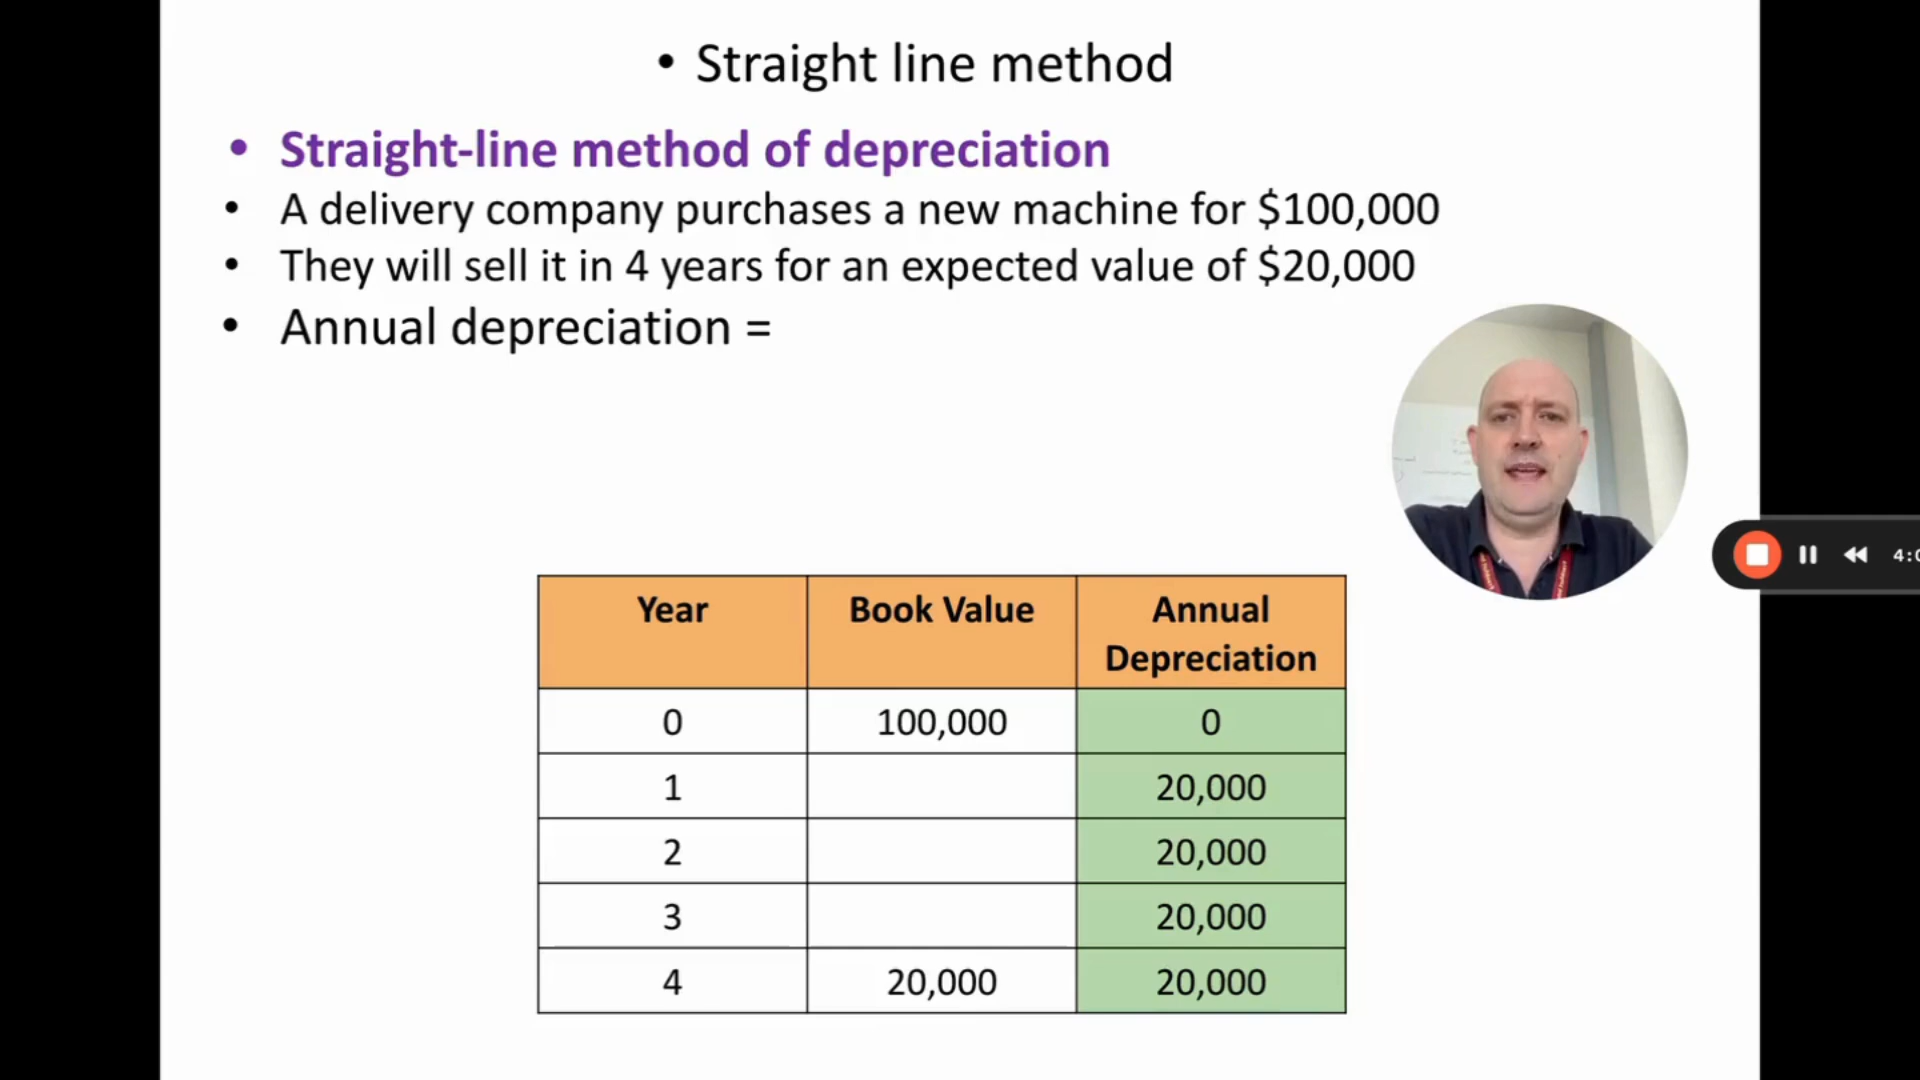 • Straight line method
• Straight-line method of depreciation
• A delivery company purchases a new machine for $100,000
• They will sell it in 4 years for an expected value of $20,000
• Annual depreciation =
Year Book Value Annual Depreciation
0 100,000 0
1 20,000
2 20,000
3 20,000
4 20,000 20,000